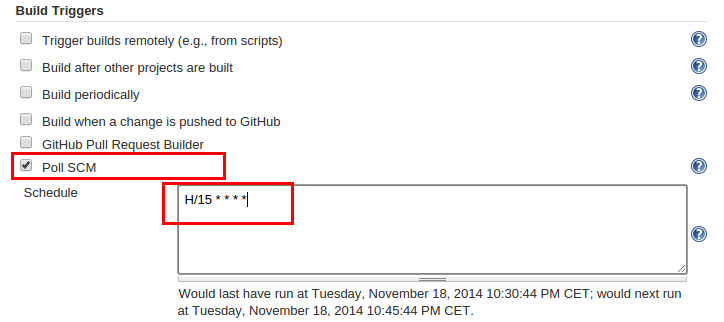 Build Triggers
Trigger builds remotely (e.g., from scripts)
Build after other projects are built
Build periodically
Build when a change is pushed to GitHub
GitHub Pull Request Builder
Poll SCM
Schedule
H/15 * * * *
Would last have run at Tuesday, November 18, 2014 10:30:44 PM CET; would next run
at Tuesday, November 18, 2014 10:45:44 PM CET.